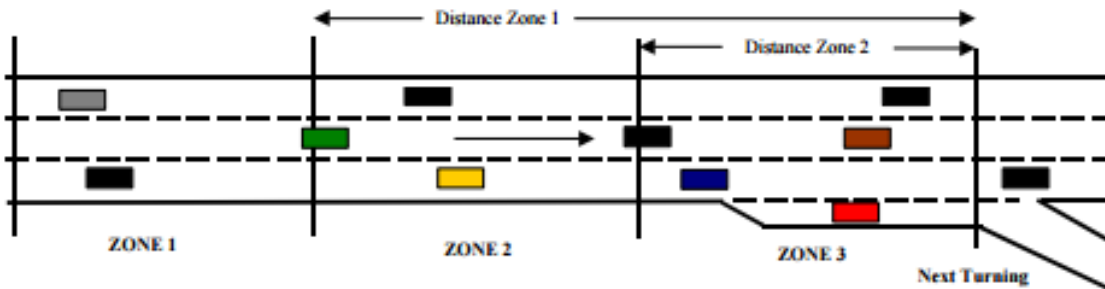 Distance Zone 1
Distance Zone 2
ZONE 1
ZONE 2
ZONE 3
Next Turning